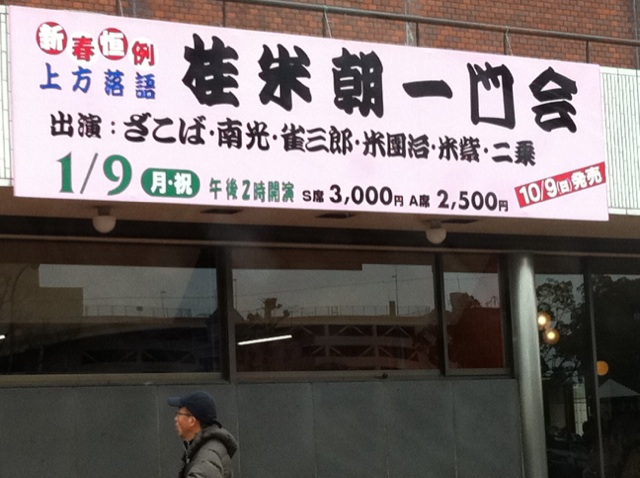 新春恒例
上方落語
桂米朝一門会
出演：ざこば・南光・雀三郎・米團治・米紫・二乗
1/9 月・祝 午後2時開演 S席 3,000円 A席 2,500円 10/9(日)発売